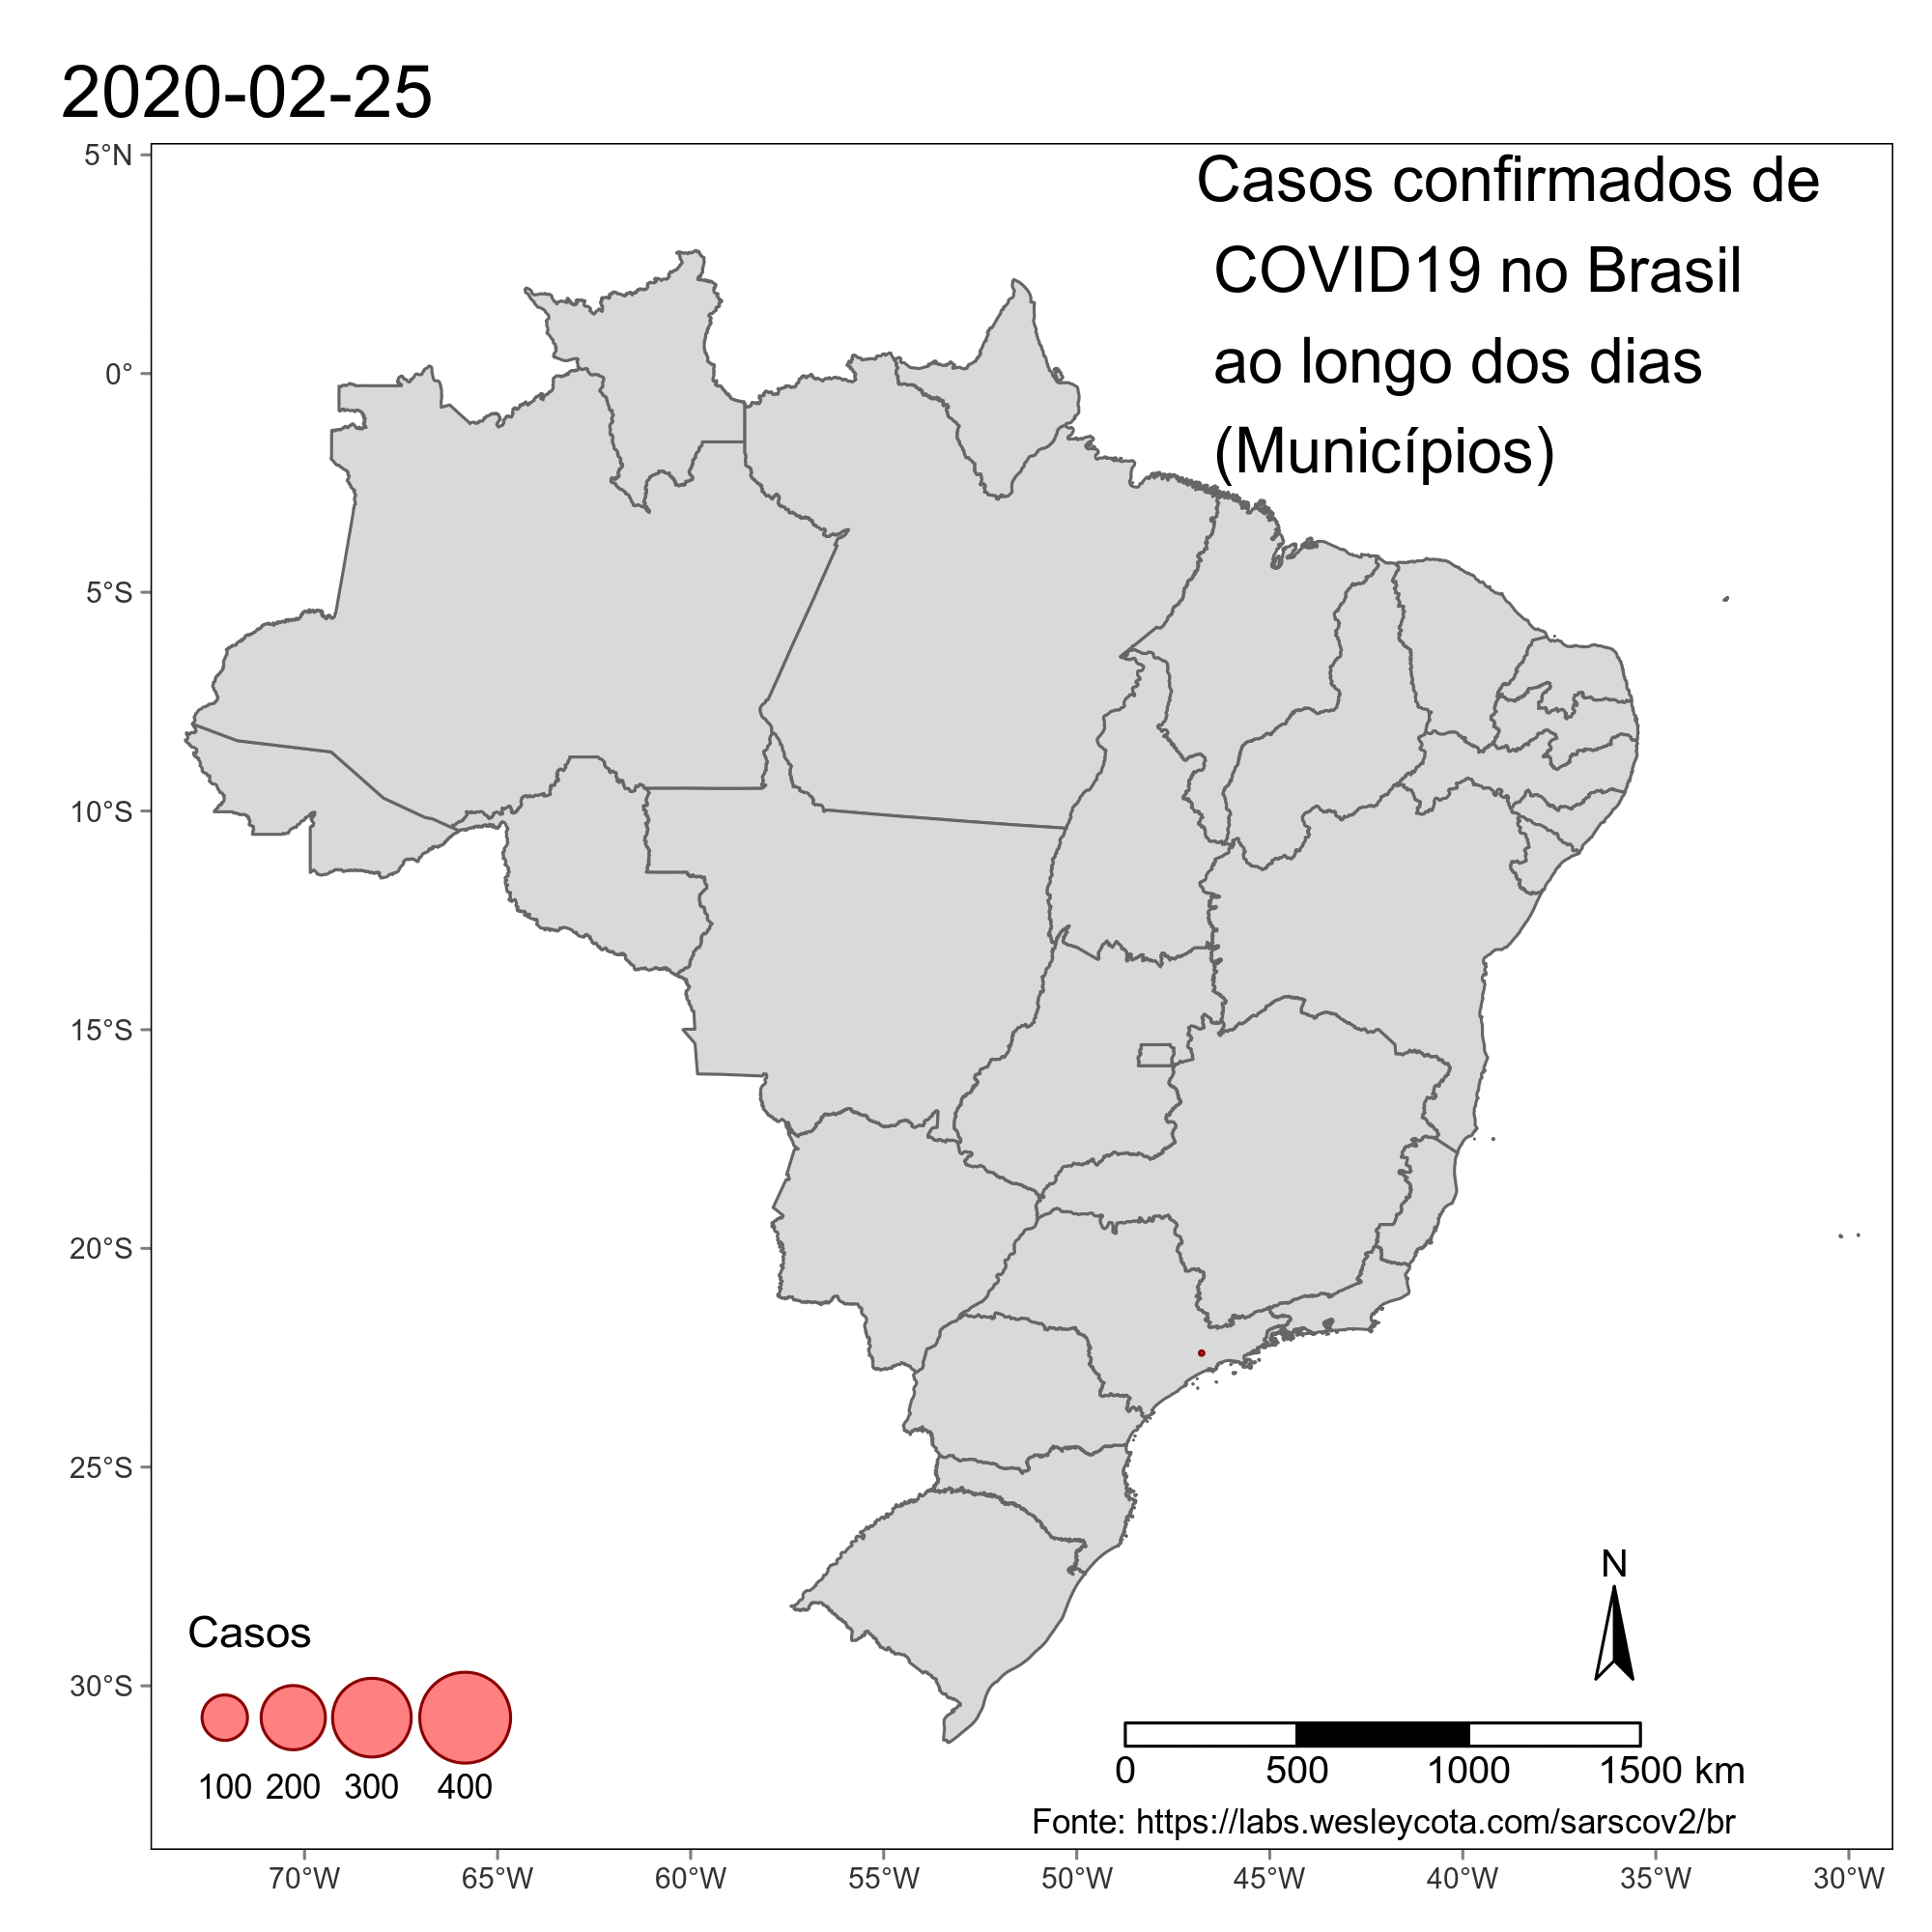 2020-02-25
Casos confirmados de
COVID19 no Brasil
ao longo dos dias
(Municípios)
5°N
0°
5°S
10°S
15°S
20°S
25°S
30°S
N
Casos
100 200 300 400
0 500 1000 1500 km
Fonte: https://labs.wesleycota.com/sarscov2/br
70°W 65°W 60°W 55°W 50°W 45°W 40°W 35°W 30°W